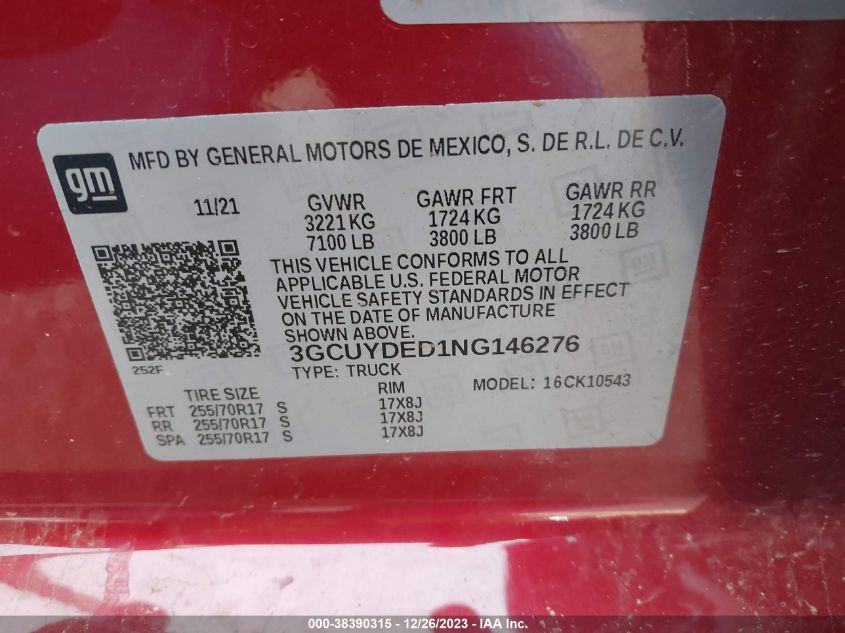 gm
MFD BY GENERAL MOTORS DE MEXICO, S. DE R.L. DE C.V.
11/21 GVWR GAWR FRT GAWR RR
3221 KG 1724 KG 1724 KG
7100 LB 3800 LB 3800 LB
THIS VEHICLE CONFORMS TO ALL
APPLICABLE U.S. FEDERAL MOTOR
VEHICLE SAFETY STANDARDS IN EFFECT
ON THE DATE OF MANUFACTURE
SHOWN ABOVE.
3GCUYDED1NG146276
252F
TYPE: TRUCK MODEL: 16CK10543
TIRE SIZE RIM
FRT 255/70R17 S 17X8J
RR 255/70R17 S 17X8J
SPA 255/70R17 S 17X8J
000-38390315 - 12/26/2023 - IAA Inc.